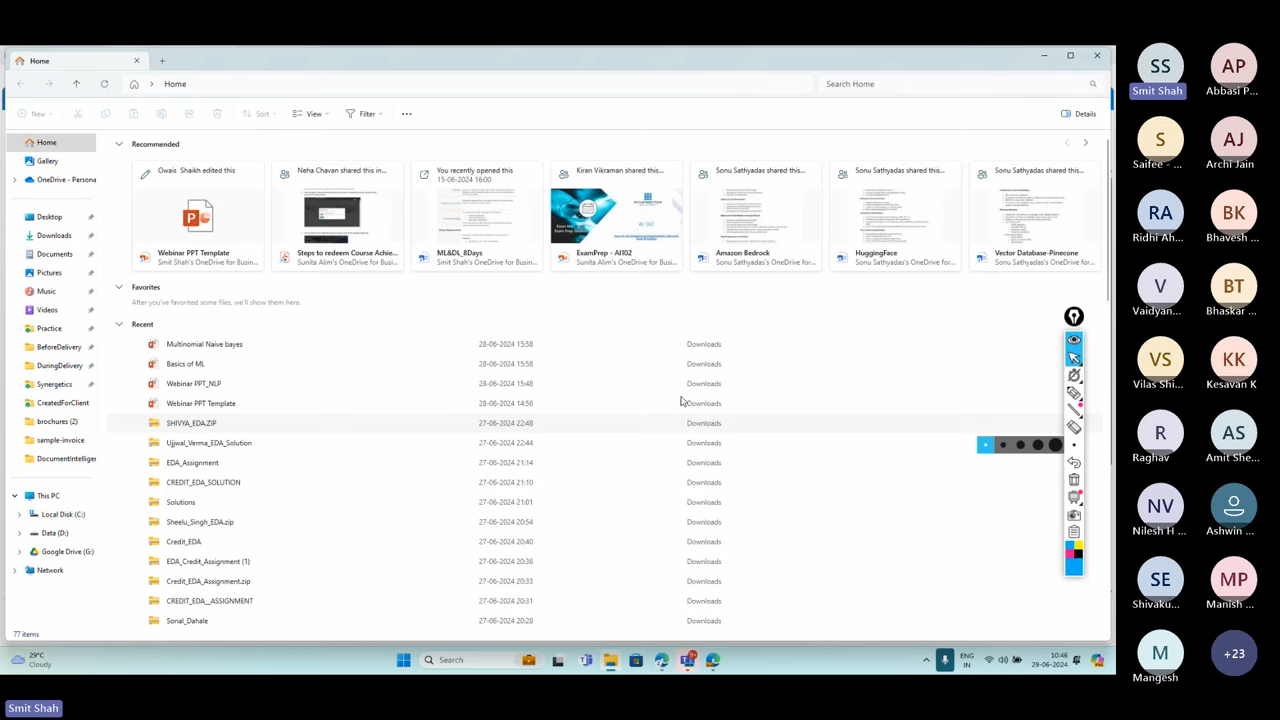 Home
Home
Search Home
New
Sort
View
Filter
Details
Home
Gallery
OneDrive - Persona
Desktop
Downloads
Documents
Pictures
Music
Videos
Practice
BeforeDelivery
DuringDelivery
Synergetics
CreatedForClient
brochures (2)
sample-invoice
DocumentIntelliger
This PC
Local Disk (C:)
Data (D:)
Google Drive (G:)
Network
77 items
Recommended
Owais Shaikh edited this
Webinar PPT Template
Smit Shah's OneDrive for Busin...
Neha Chavan shared this in...
Steps to redeem Course Achie...
Sunita Alim's OneDrive for Busi...
You recently opened this
15-06-2024 16:00
ML&DL_8Days
Smit Shah's OneDrive for Busin...
Kiran Vikraman shared this...
ExamPrep - AI102
Sunita Alim's OneDrive for Busi...
Sonu Sathyadas shared this...
Amazon Bedrock
Sonu Sathyadas's OneDrive for...
Sonu Sathyadas shared this...
HuggingFace
Sonu Sathyadas's OneDrive for...
Sonu Sathyadas shared this...
Vector Database-Pinecone
Sonu Sathyadas's OneDrive for...
Favorites
After you've favorited some files, we'll show them here.
Recent
Multinomial Naive bayes 28-06-2024 15:58 Downloads
Basics of ML 28-06-2024 15:58 Downloads
Webinar PPT_NLP 28-06-2024 15:48 Downloads
Webinar PPT Template 28-06-2024 14:56 Downloads
SHIVYA_EDA.ZIP 27-06-2024 22:48 Downloads
Ujjwal_Verma_EDA_Solution 27-06-2024 22:44 Downloads
EDA_Assignment 27-06-2024 21:14 Downloads
CREDIT_EDA_SOLUTION 27-06-2024 21:10 Downloads
Solutions 27-06-2024 21:01 Downloads
Sheelu_Singh_EDA.zip 27-06-2024 20:54 Downloads
Credit_EDA 27-06-2024 20:40 Downloads
EDA_Credit_Assignment (1) 27-06-2024 20:36 Downloads
Credit_EDA_Assignment.zip 27-06-2024 20:33 Downloads
CREDIT_EDA__ASSIGNMENT 27-06-2024 20:31 Downloads
Sonal_Dahale 27-06-2024 20:28 Downloads
29°C
Cloudy
Search
ENG
IN
10:46
29-06-2024
Smit Shah
SS
Smit Shah
AP
Abbasi P...
S
Saifee - ...
AJ
Archi Jain
RA
Ridhi Ah...
BK
Bhavesh ...
V
Vaidyan...
BT
Bhaskar ...
VS
Vilas Shi...
KK
Kesavan K
R
Raghav
AS
Amit She...
NV
Nilesh H ...
Ashwin ...
SE
Shivaku...
MP
Manish ...
M
Mangesh
+23